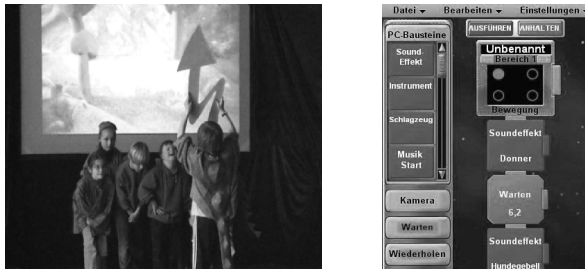 Datei Bearbeiten Einstellungen
AUSFÜHREN ANHALTEN
PC-Bausteine
Sound-
Effekt
Instrument
Schlagzeug
Musik
Start
Kamera
Warten
Wiederholen
Unbenannt
Bereich 1
Bewegung
Soundeffekt
Donner
Warten
6,2
Soundeffekt
Hundegebell